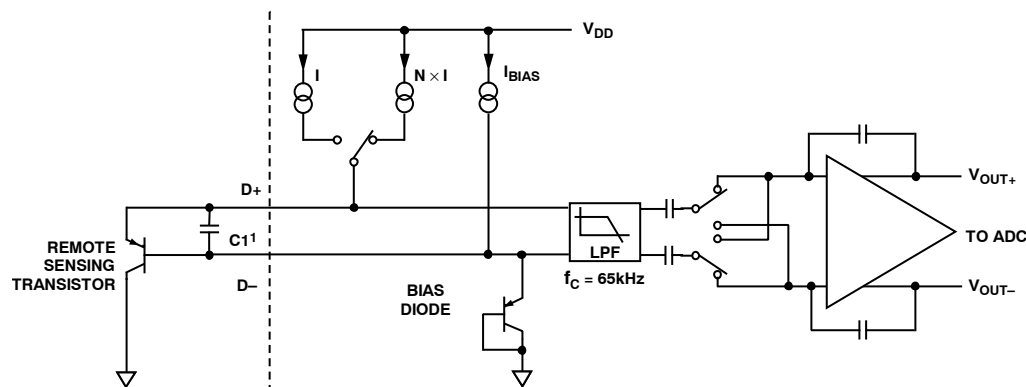 V_DD
I
N × I
I_BIAS
D+
C1¹
D–
REMOTE
SENSING
TRANSISTOR
BIAS
DIODE
LPF
f_C = 65kHz
V_OUT+
TO ADC
V_OUT–